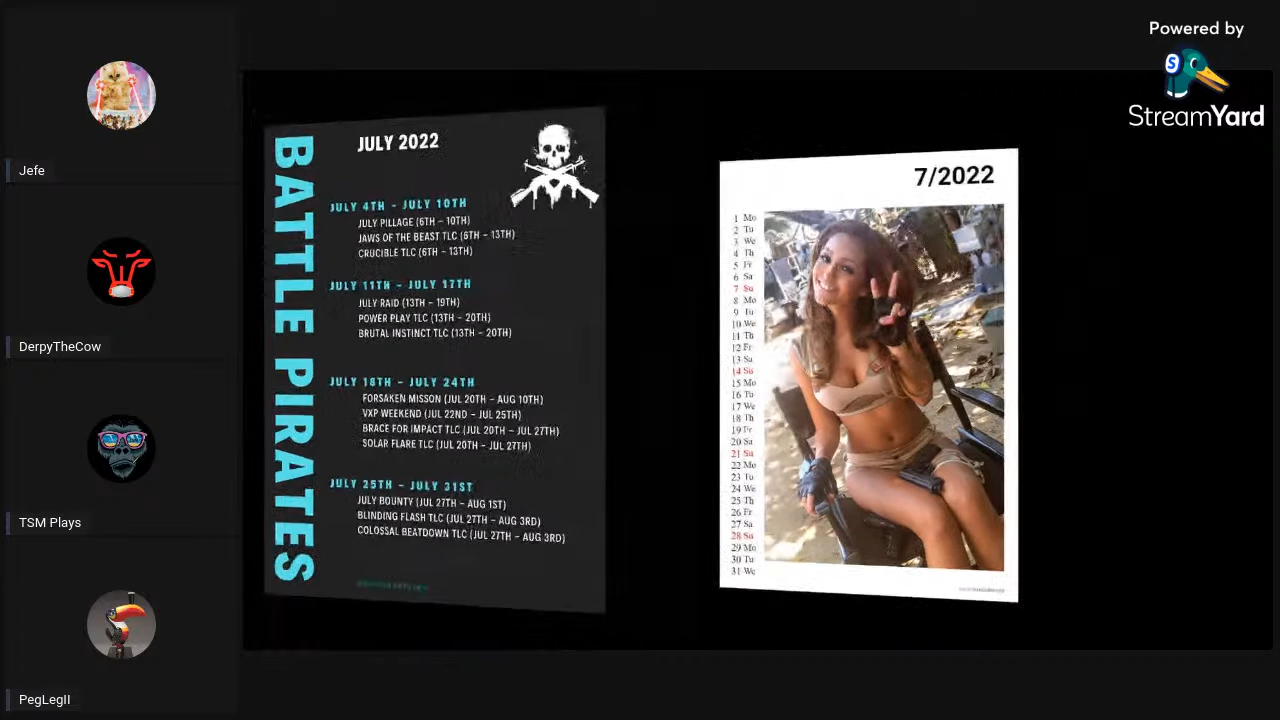 Powered by
StreamYard
Jefe
DerpyTheCow
TSM Plays
PegLegII
BATTLE PIRATES
JULY 2022
JULY 4TH - JULY 10TH
JULY PILLAGE (6TH - 10TH)
JAWS OF THE BEAST TLC (6TH - 13TH)
CRUCIBLE TLC (6TH - 13TH)
JULY 11TH - JULY 17TH
JULY RAID (13TH - 19TH)
POWER PLAY TLC (13TH - 20TH)
BRUTAL INSTINCT TLC (13TH - 20TH)
JULY 18TH - JULY 24TH
FORSAKEN MISSON (JUL 20TH - AUG 10TH)
VXP WEEKEND (JUL 22ND - JUL 25TH)
BRACE FOR IMPACT TLC (JUL 20TH - JUL 27TH)
SOLAR FLARE TLC (JUL 20TH - JUL 27TH)
JULY 25TH - JULY 31ST
JULY BOUNTY (JUL 27TH - AUG 1ST)
BLINDING FLASH TLC (JUL 27TH - AUG 3RD)
COLOSSAL BEATDOWN TLC (JUL 27TH - AUG 3RD)
7/2022
1 Mo
2 Tu
3 We
4 Th
5 Fr
6 Sa
7 Su
8 Mo
9 Tu
10 We
11 Th
12 Fr
13 Sa
14 Su
15 Mo
16 Tu
17 We
18 Th
19 Fr
20 Sa
21 Su
22 Mo
23 Tu
24 We
25 Th
26 Fr
27 Sa
28 Su
29 Mo
30 Tu
31 We